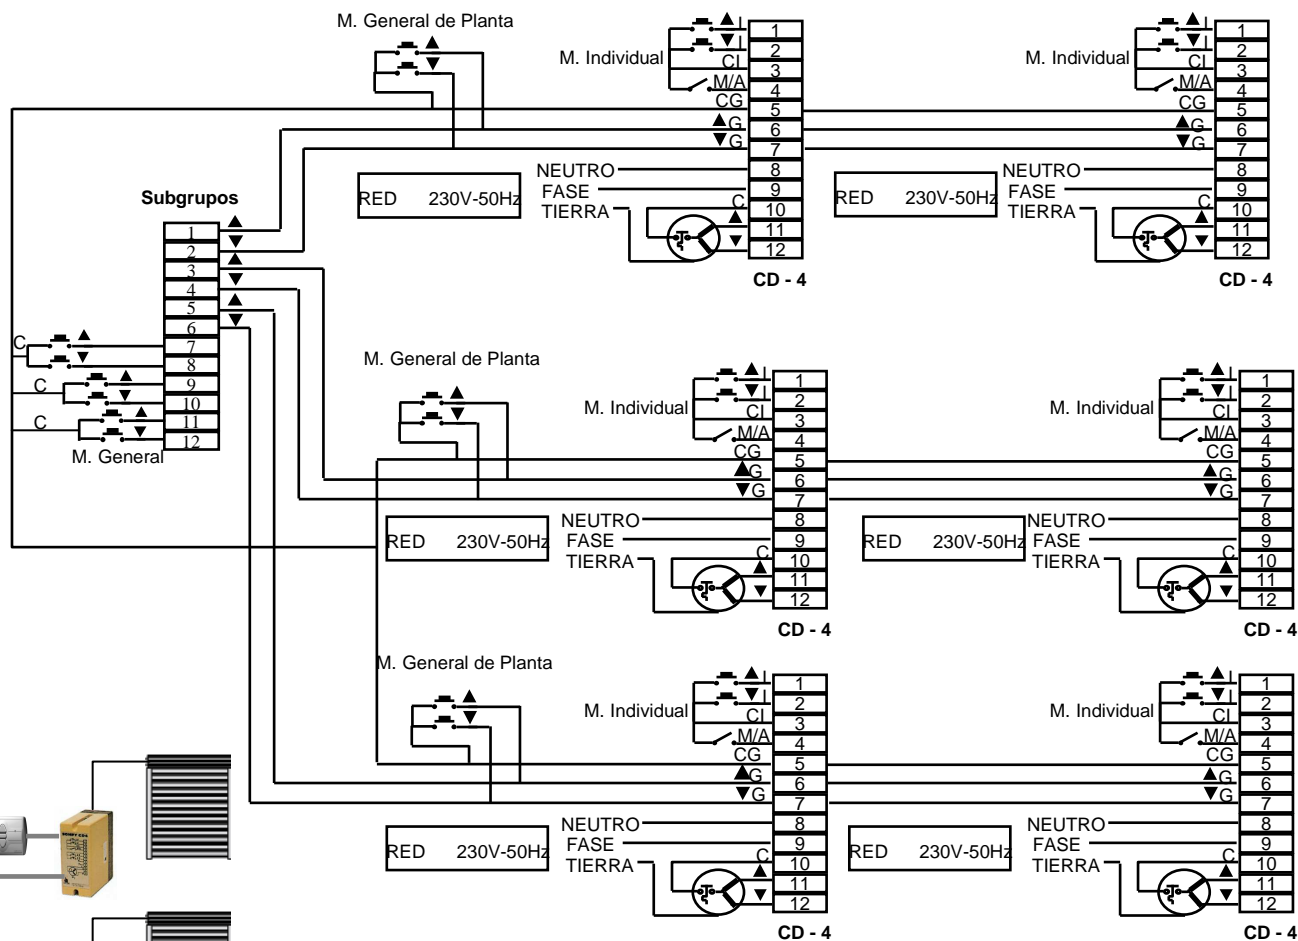 M. General de Planta
M. Individual
▲ I
▼ I
CI
M/A
CG
▲G
▼G
1
2
3
4
5
6
7
8
9
10
11
12
NEUTRO
FASE
TIERRA
C
▲
▼
RED 230V-50Hz
CD - 4
M. Individual
▲ I
▼ I
CI
M/A
CG
▲G
▼G
1
2
3
4
5
6
7
8
9
10
11
12
NEUTRO
FASE
TIERRA
C
▲
▼
RED 230V-50Hz
CD - 4
Subgrupos
1
2
3
4
5
6
7
8
9
10
11
12
C
C
C
M. General
M. General de Planta
M. Individual
▲ I
▼ I
CI
M/A
CG
▲G
▼G
1
2
3
4
5
6
7
8
9
10
11
12
NEUTRO
FASE
TIERRA
C
▲
▼
RED 230V-50Hz
CD - 4
M. Individual
▲ I
▼ I
CI
M/A
CG
▲G
▼G
1
2
3
4
5
6
7
8
9
10
11
12
NEUTRO
FASE
TIERRA
C
▲
▼
RED 230V-50Hz
CD - 4
M. General de Planta
M. Individual
▲ I
▼ I
CI
M/A
CG
▲G
▼G
1
2
3
4
5
6
7
8
9
10
11
12
NEUTRO
FASE
TIERRA
C
▲
▼
RED 230V-50Hz
CD - 4
M. Individual
▲ I
▼ I
CI
M/A
CG
▲G
▼G
1
2
3
4
5
6
7
8
9
10
11
12
NEUTRO
FASE
TIERRA
C
▲
▼
RED 230V-50Hz
CD - 4